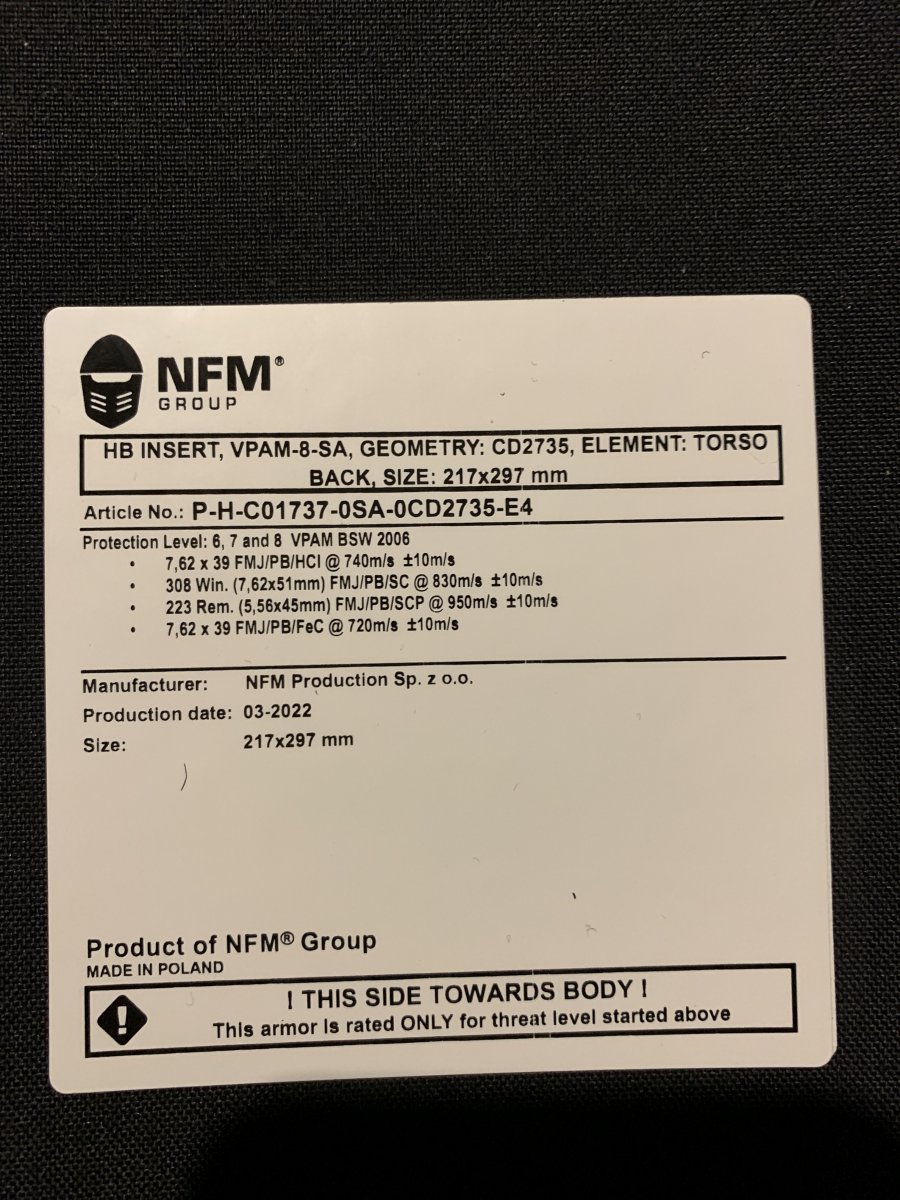 NFM®
GROUP
HB INSERT, VPAM-8-SA, GEOMETRY: CD2735, ELEMENT: TORSO
BACK, SIZE: 217x297 mm
Article No.: P-H-C01737-0SA-0CD2735-E4
Protection Level: 6, 7 and 8 VPAM BSW 2006
• 7,62 x 39 FMJ/PB/HCI @ 740m/s ±10m/s
• 308 Win. (7,62x51mm) FMJ/PB/SC @ 830m/s ±10m/s
• 223 Rem. (5,56x45mm) FMJ/PB/SCP @ 950m/s ±10m/s
• 7,62 x 39 FMJ/PB/FeC @ 720m/s ±10m/s
Manufacturer: NFM Production Sp. z o.o.
Production date: 03-2022
Size: 217x297 mm
Product of NFM® Group
MADE IN POLAND
! THIS SIDE TOWARDS BODY !
This armor is rated ONLY for threat level started above